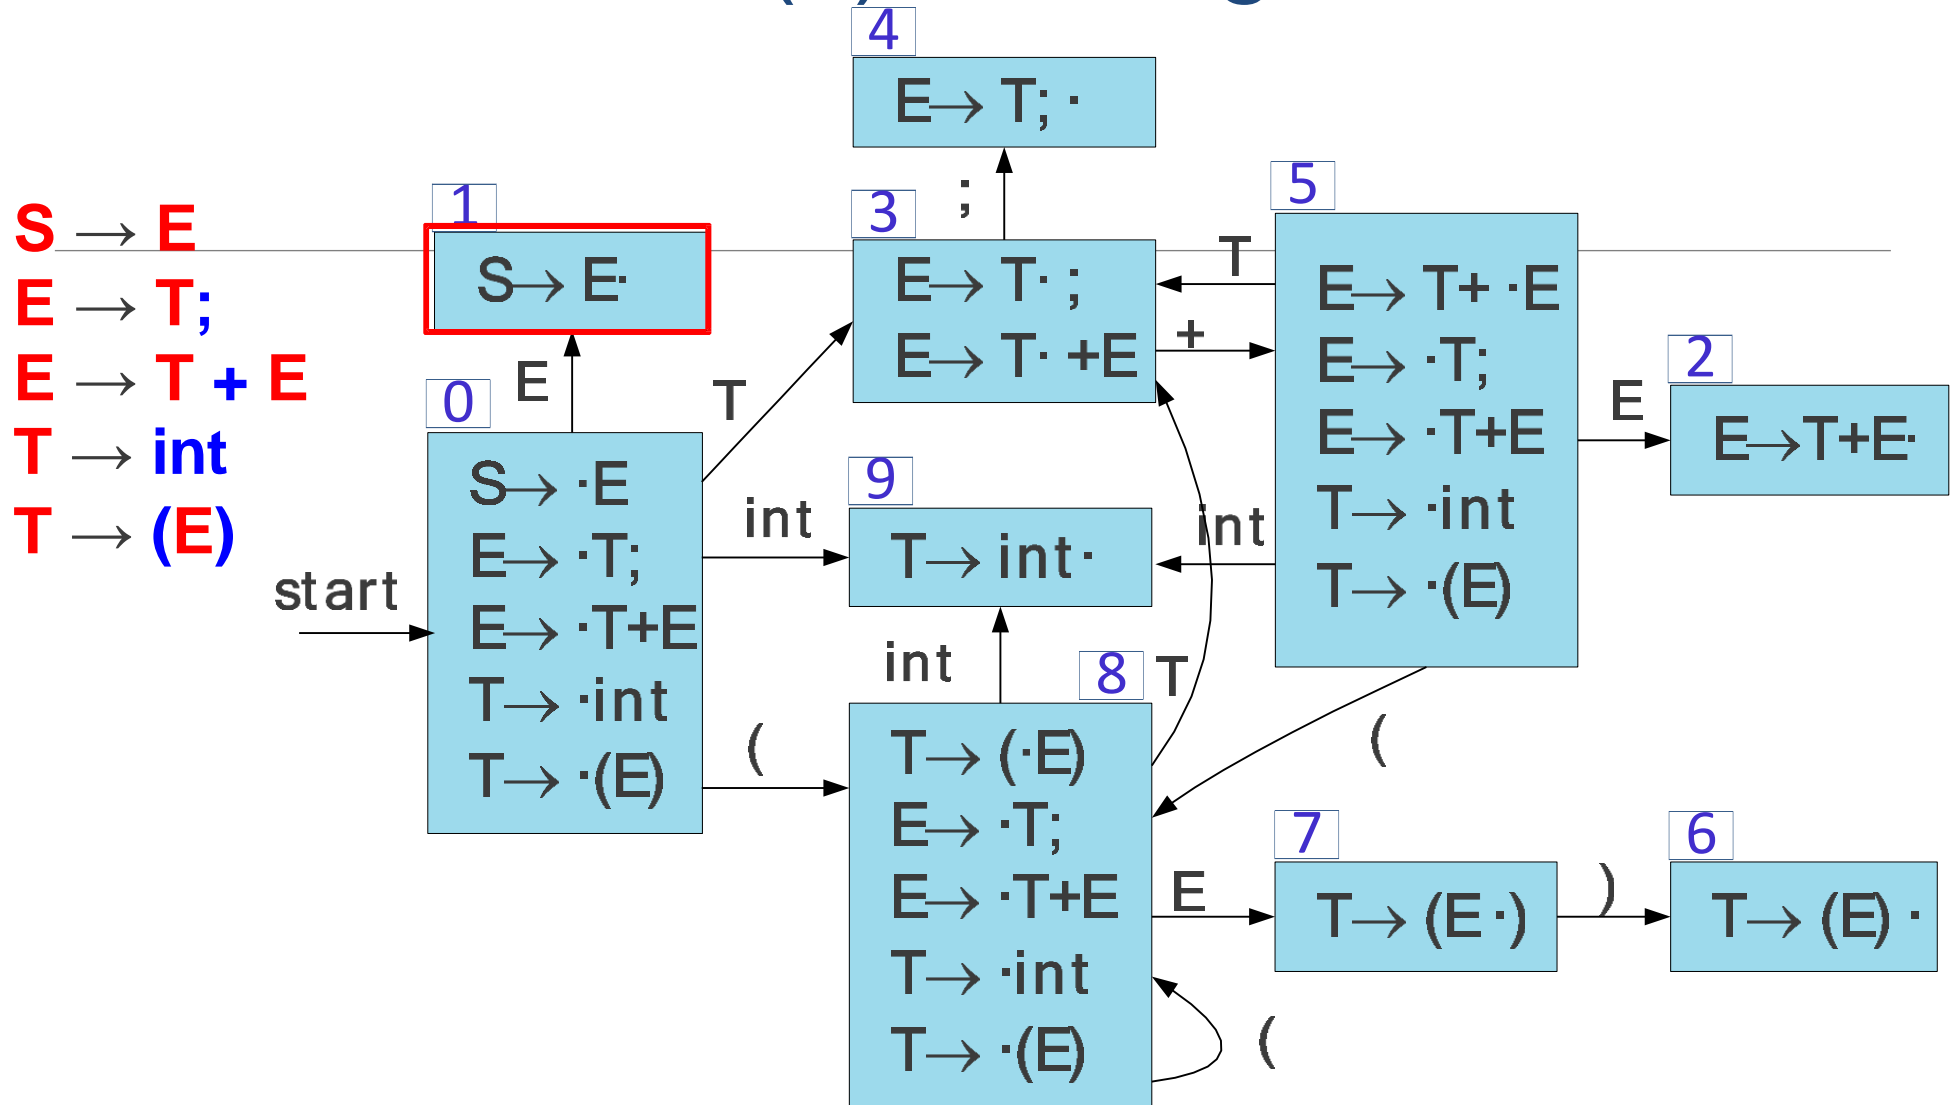 S → E
E → T;
E → T + E
T → int
T → (E)
start
0
S→ ·E
E→ ·T;
E→ ·T+E
T→ ·int
T→ ·(E)
E
T
int
(
1
S→ E·
4
E→ T; ·
;
3
E→ T· ;
E→ T· +E
T
+
9
T→ int·
int
int
T
8
T→ (·E)
E→ ·T;
E→ ·T+E
T→ ·int
T→ ·(E)
(
E
5
E→ T+ ·E
E→ ·T;
E→ ·T+E
T→ ·int
T→ ·(E)
(
E
2
E→T+E·
7
T→ (E·)
)
6
T→ (E) ·